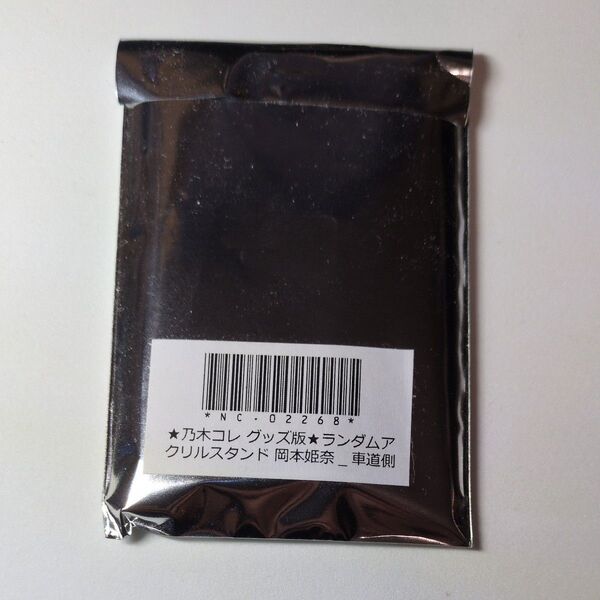 *NC-02268*
★乃木コレ グッズ版★ランダムア
クリルスタンド 岡本姫奈 _ 車道側